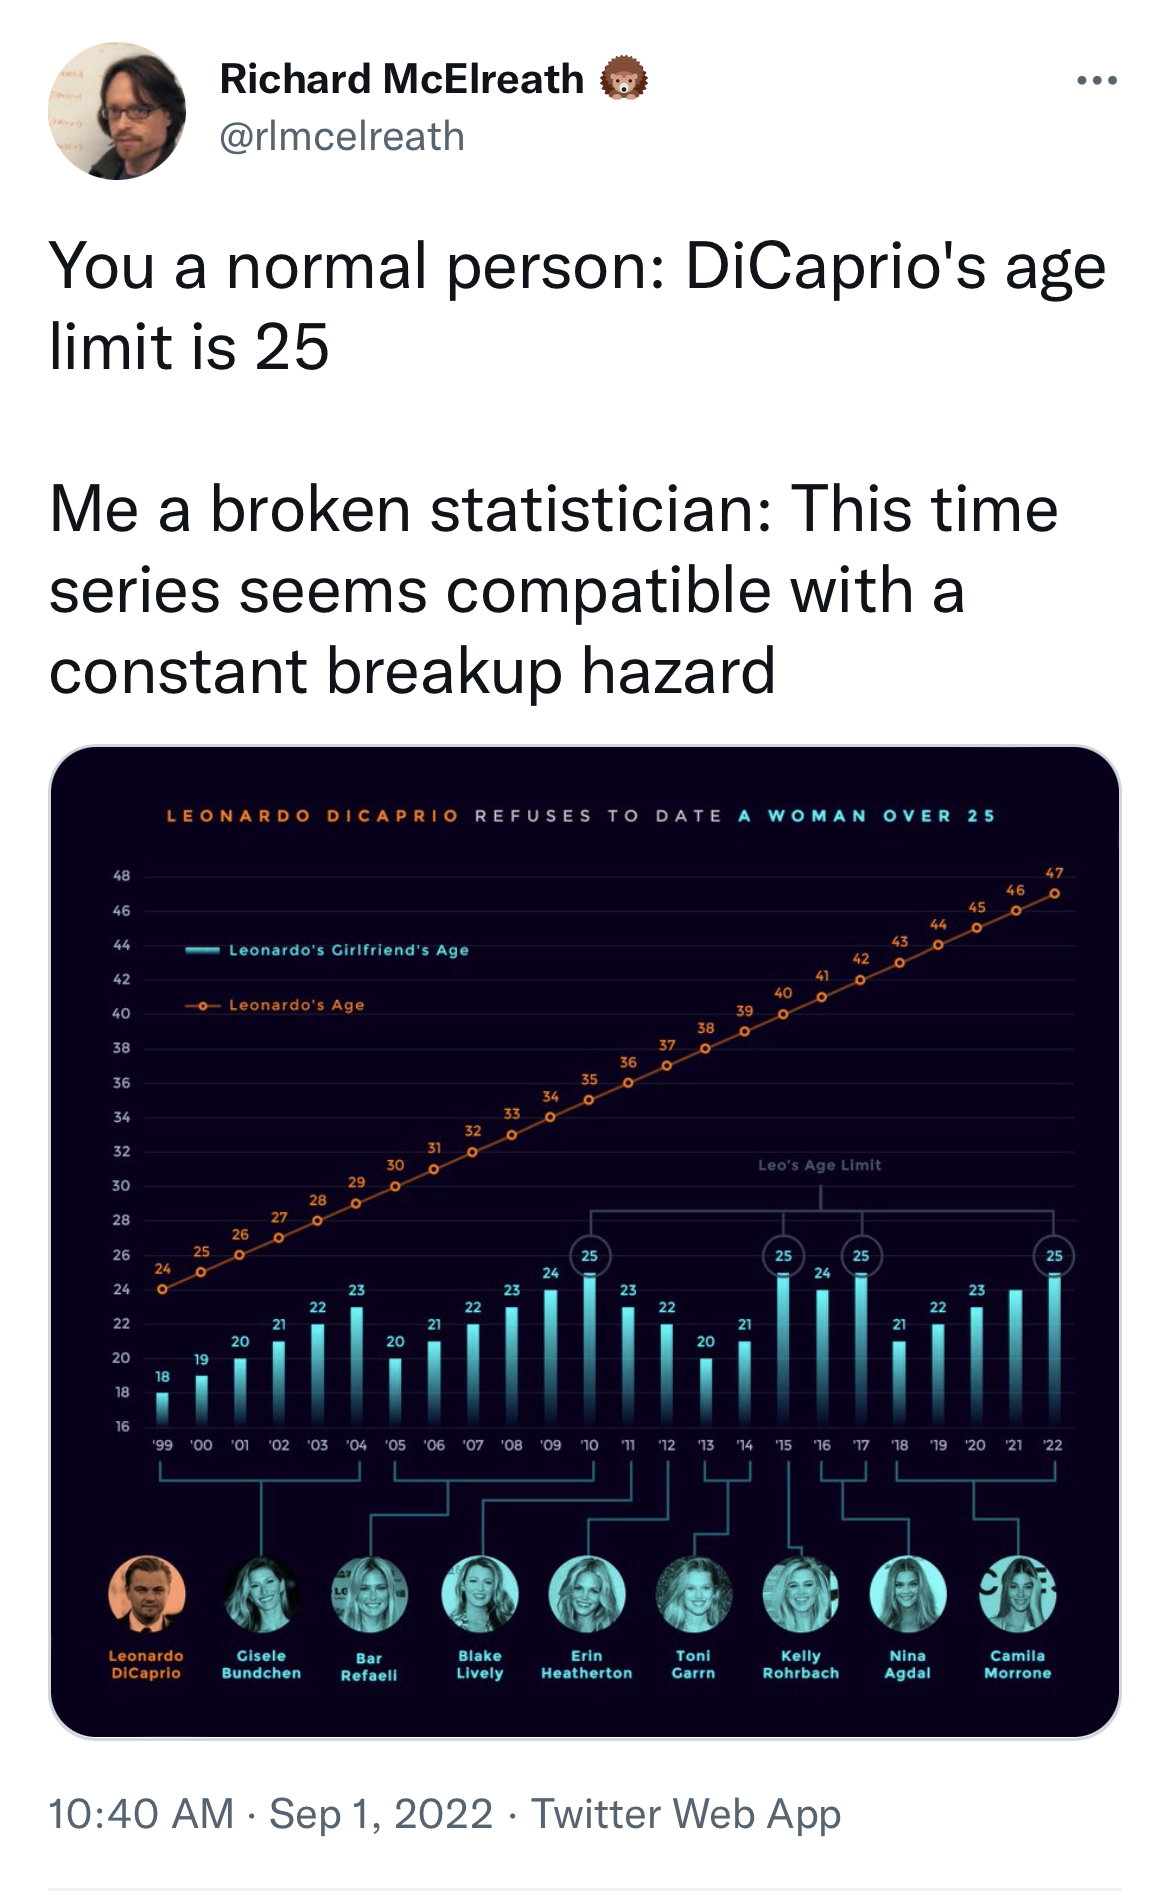 Richard McElreath 🦔
@rlmcelreath
You a normal person: DiCaprio's age
limit is 25
Me a broken statistician: This time
series seems compatible with a
constant breakup hazard
LEONARDO DICAPRIO REFUSES TO DATE A WOMAN OVER 25
48
46
44
42
40
38
36
34
32
30
28
26
24
22
20
18
16
Leonardo's Girlfriend's Age
Leonardo's Age
24 25 26 27 28 29 30 31 32 33 34 35 36 37 38 39 40 41 42 43 44 45 46 47
Leo's Age Limit
18 19 20 21 22 23 20 21 22 23 24 25 23 22 20 21 25 24 25 21 22 23 25
'99 '00 '01 '02 '03 '04 '05 '06 '07 '08 '09 '10 '11 '12 '13 '14 '15 '16 '17 '18 '19 '20 '21 '22
Leonardo
DiCaprio
Gisele
Bundchen
Bar
Refaeli
Blake
Lively
Erin
Heatherton
Toni
Garrn
Kelly
Rohrbach
Nina
Agdal
Camila
Morrone
10:40 AM · Sep 1, 2022 · Twitter Web App